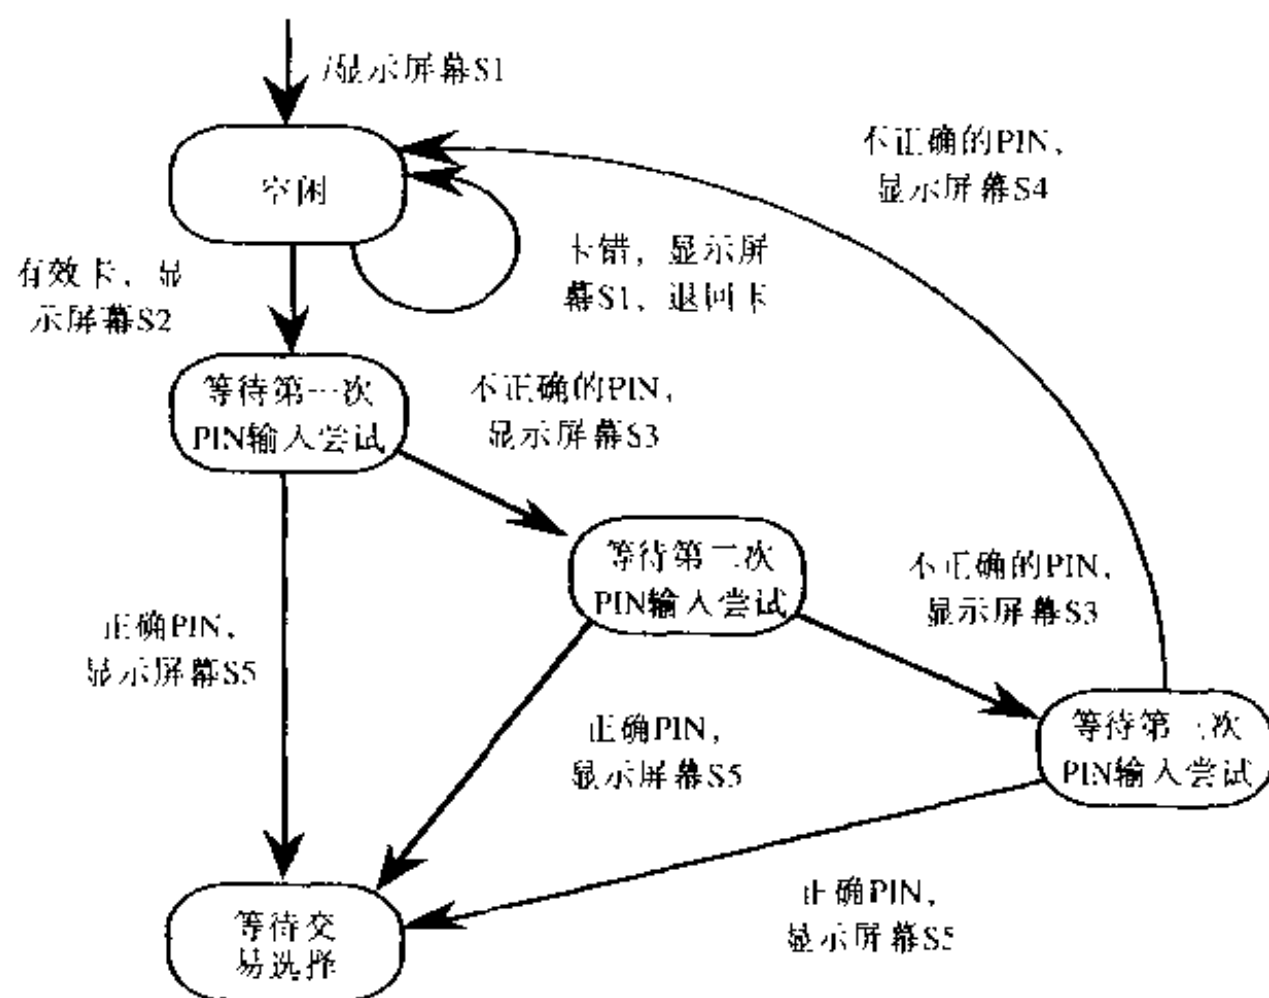 /显示屏幕S1
不正确的PIN,
显示屏幕S4
空闲
卡错，显示屏
幕S1，退回卡
有效卡，显
示屏幕S2
等待第一次
PIN输入尝试
不正确的PIN,
显示屏幕S3
等待第二次
PIN输入尝试
不正确的PIN,
显示屏幕S3
正确PIN,
显示屏幕S5
正确PIN,
显示屏幕S5
等待第三次
PIN输入尝试
正确PIN,
显示屏幕S5
等待交
易选择